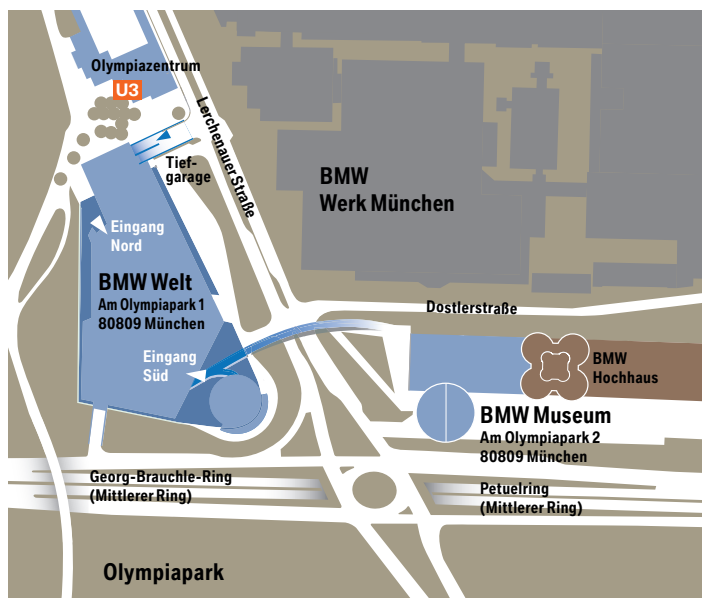 Olympiazentrum
U3
Lerchenauer Straße
Tief-
garage
BMW
Werk München
Eingang
Nord
BMW Welt
Am Olympiapark 1
80809 München
Dostlerstraße
Eingang
Süd
BMW
Hochhaus
BMW Museum
Am Olympiapark 2
80809 München
Georg-Brauchle-Ring
(Mittlerer Ring)
Petuelring
(Mittlerer Ring)
Olympiapark